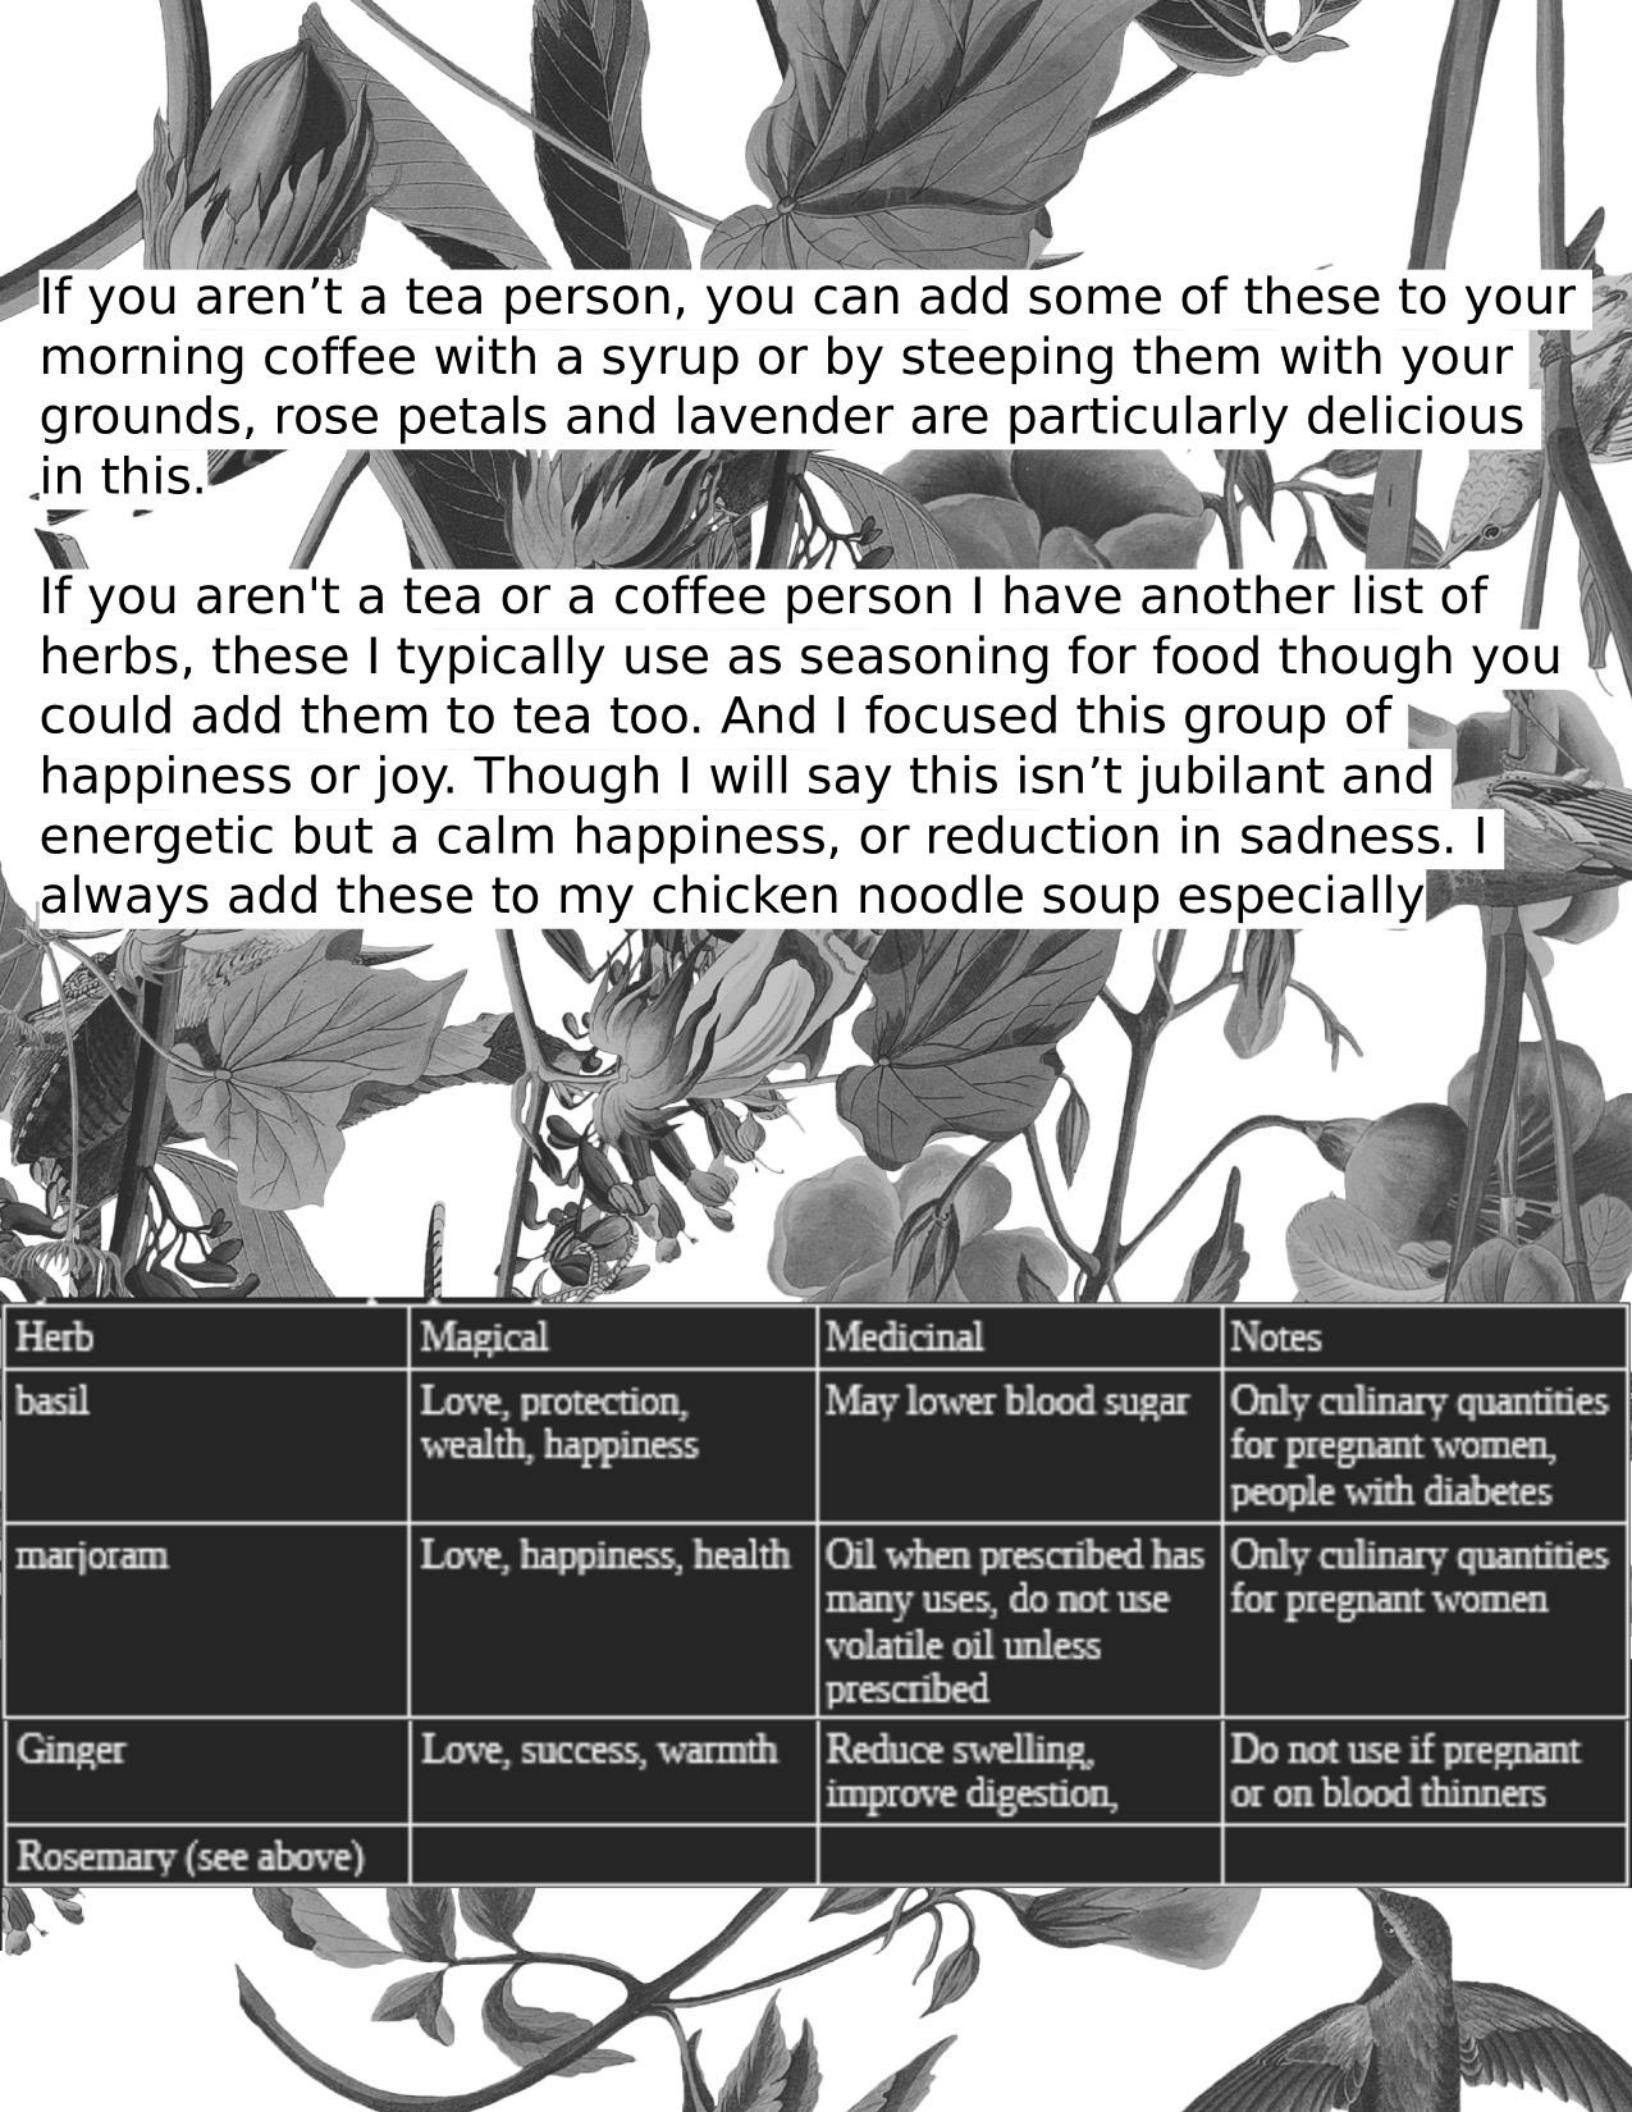 If you aren’t a tea person, you can add some of these to your
morning coffee with a syrup or by steeping them with your
grounds, rose petals and lavender are particularly delicious
in this.
If you aren't a tea or a coffee person I have another list of
herbs, these I typically use as seasoning for food though you
could add them to tea too. And I focused this group of
happiness or joy. Though I will say this isn’t jubilant and
energetic but a calm happiness, or reduction in sadness. I
always add these to my chicken noodle soup especially
Herb Magical Medicinal Notes
basil Love, protection, May lower blood sugar Only culinary quantities
wealth, happiness for pregnant women,
people with diabetes
marjoram Love, happiness, health Oil when prescribed has Only culinary quantities
many uses, do not use for pregnant women
volatile oil unless
prescribed
Ginger Love, success, warmth Reduce swelling, Do not use if pregnant
improve digestion, or on blood thinners
Rosemary (see above)